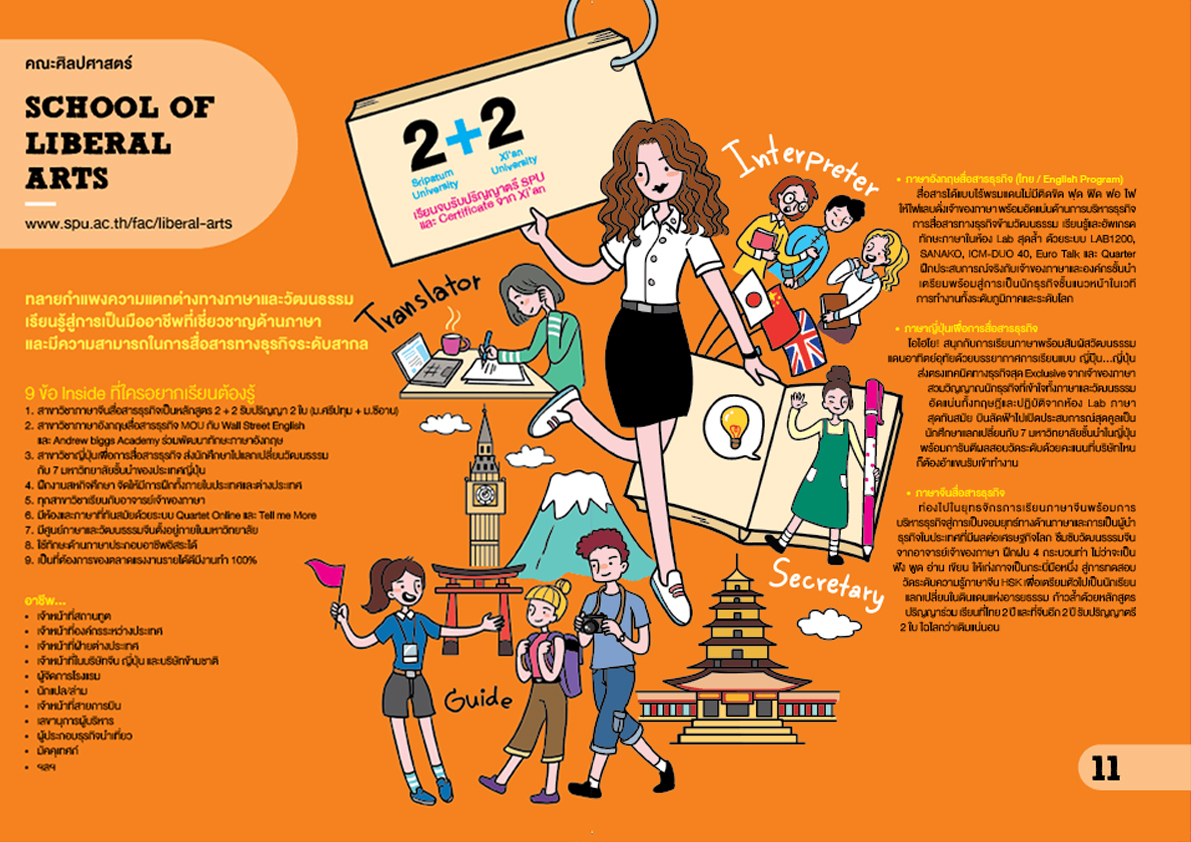 คณะศิลปศาสตร์
SCHOOL OF
LIBERAL
ARTS
www.spu.ac.th/fac/liberal-arts
ทลายกำแพงความแตกต่างทางภาษาและวัฒนธรรม
เรียนรู้สู่การเป็นมืออาชีพที่เชี่ยวชาญด้านภาษา
และมีความสามารถในการสื่อสารทางธุรกิจระดับสากล
9 ข้อ Inside ที่ใครอยากเรียนต้องรู้
1. สาขาวิชาภาษาจีนสื่อสารธุรกิจเป็นหลักสูตร 2 + 2 รับปริญญา 2 ใบ (ม.ศรีปทุม + ม.ซีอาน)
2. สาขาวิชาภาษาอังกฤษสื่อสารธุรกิจ MOU กับ Wall Street English
และ Andrew biggs Academy ร่วมพัฒนาทักษะภาษาอังกฤษ
3. สาขาวิชาญี่ปุ่นเพื่อการสื่อสารธุรกิจ ส่งนักศึกษาไปแลกเปลี่ยนวัฒนธรรม
กับ 7 มหาวิทยาลัยชั้นนำของประเทศญี่ปุ่น
4. ฝึกงานสหกิจศึกษา จัดให้มีการฝึกทั้งภายในประเทศและต่างประเทศ
5. ทุกสาขาวิชาเรียนกับอาจารย์เจ้าของภาษา
6. มีห้องและภาษาที่ทันสมัยด้วยระบบ Quartet Online และ Tell me More
7. มีศูนย์ภาษาและวัฒนธรรมจีนตั้งอยู่ภายในมหาวิทยาลัย
8. ใช้ทักษะด้านภาษาประกอบอาชีพอิสระได้
9. เป็นที่ต้องการของตลาดแรงงานรายได้ดีมีงานทำ 100%
อาชีพ...
• เจ้าหน้าที่สถานทูต
• เจ้าหน้าที่องค์กรระหว่างประเทศ
• เจ้าหน้าที่ฝ่ายต่างประเทศ
• เจ้าหน้าที่ในบริษัทจีน ญี่ปุ่น และบริษัทข้ามชาติ
• ผู้จัดการโรงแรม
• นักแปล/ล่าม
• เจ้าหน้าที่สายการบิน
• เลขานุการผู้บริหาร
• ผู้ประกอบธุรกิจนำเที่ยว
• มัคคุเทศก์
• ฯลฯ
2+2
Sripatum
University
Xi'an
University
เรียนจบรับปริญญาตรี SPU
และ Certificate จาก Xi'an
Translator
Interpreter
Secretary
Guide
• ภาษาอังกฤษสื่อสารธุรกิจ (ไทย / English Program)
สื่อสารได้แบบไร้พรมแดนไม่มีติดขัด ฟุด ฟิต ฟอ ไฟ
ให้ไฟแลบดั่งเจ้าของภาษา พร้อมอัดแน่นด้านการบริหารธุรกิจ
การสื่อสารทางธุรกิจข้ามวัฒนธรรม เรียนรู้และอัพเกรด
ทักษะภาษาในห้อง Lab สุดล้ำ ด้วยระบบ LAB1200,
SANAKO, ICM-DUO 40, Euro Talk และ Quarter
ฝึกประสบการณ์จริงกับเจ้าของภาษาและองค์กรชั้นนำ
เตรียมพร้อมสู่การเป็นนักธุรกิจชั้นแนวหน้าในเวที
การทำงานทั้งระดับภูมิภาคและระดับโลก
• ภาษาญี่ปุ่นเพื่อการสื่อสารธุรกิจ
โอไฮโย! สนุกกับการเรียนภาษาพร้อมสัมผัสวัฒนธรรม
แดนอาทิตย์อุทัยด้วยบรรยากาศการเรียนแบบ ญี่ปุ๊น...ญี่ปุ่น
ส่งตรงเทคนิคทางธุรกิจสุด Exclusive จากเจ้าของภาษา
สวมวิญญาณนักธุรกิจที่เข้าใจทั้งภาษาและวัฒนธรรม
อัดแน่นทั้งทฤษฎีและปฏิบัติจากห้อง Lab ภาษา
สุดทันสมัย บินลัดฟ้าไปเปิดประสบการณ์สุดคูลเป็น
นักศึกษาแลกเปลี่ยนกับ 7 มหาวิทยาลัยชั้นนำในญี่ปุ่น
พร้อมการันตีผลสอบวัดระดับด้วยคะแนนที่บริษัทไหน
ก็ต้องอ้าแขนรับเข้าทำงาน
• ภาษาจีนสื่อสารธุรกิจ
ท่องไปในยุทธจักรการเรียนภาษาจีนพร้อมการ
บริหารธุรกิจสู่การเป็นจอมยุทธ์ทางด้านภาษาและการเป็นผู้นำ
ธุรกิจในประเทศที่มีผลต่อเศรษฐกิจโลก ซึมซับวัฒนธรรมจีน
จากอาจารย์เจ้าของภาษา ฝึกฝน 4 กระบวนท่า ไม่ว่าจะเป็น
ฟัง พูด อ่าน เขียน ให้เก่งกาจเป็นกระบี่มือหนึ่ง สู่การทดสอบ
วัดระดับความรู้ภาษาจีน HSK เพื่อเตรียมตัวไปเป็นนักเรียน
แลกเปลี่ยนในดินแดนแห่งอารยธรรม ก้าวล้ำด้วยหลักสูตร
ปริญญาร่วม เรียนที่ไทย 2 ปี และที่จีนอีก 2 ปี รับปริญญาตรี
2 ใบ ไฉไลกว่าเดิมแน่นอน
11